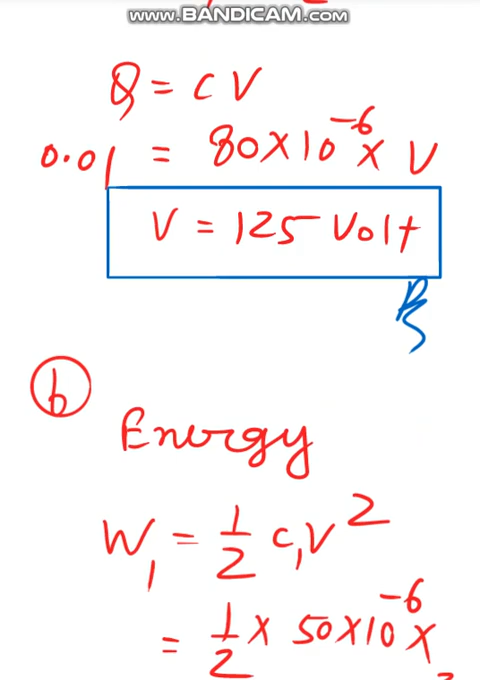 www.BANDICAM.com
Q = C V
0.01 = 80 × 10⁻⁶ × V
V = 125 Volt
b
Energy
W₁ = 1/2 C₁V²
= 1/2 × 50 × 10⁻⁶ ×